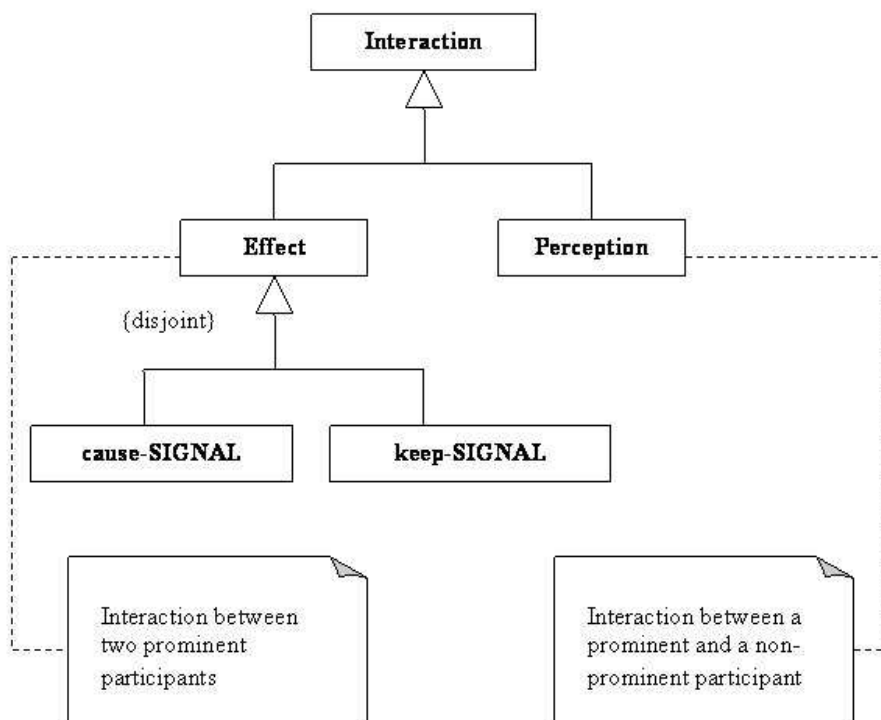 Interaction
Effect
Perception
{disjoint}
cause-SIGNAL
keep-SIGNAL
Interaction between
two prominent
participants
Interaction between a
prominent and a non-
prominent participant